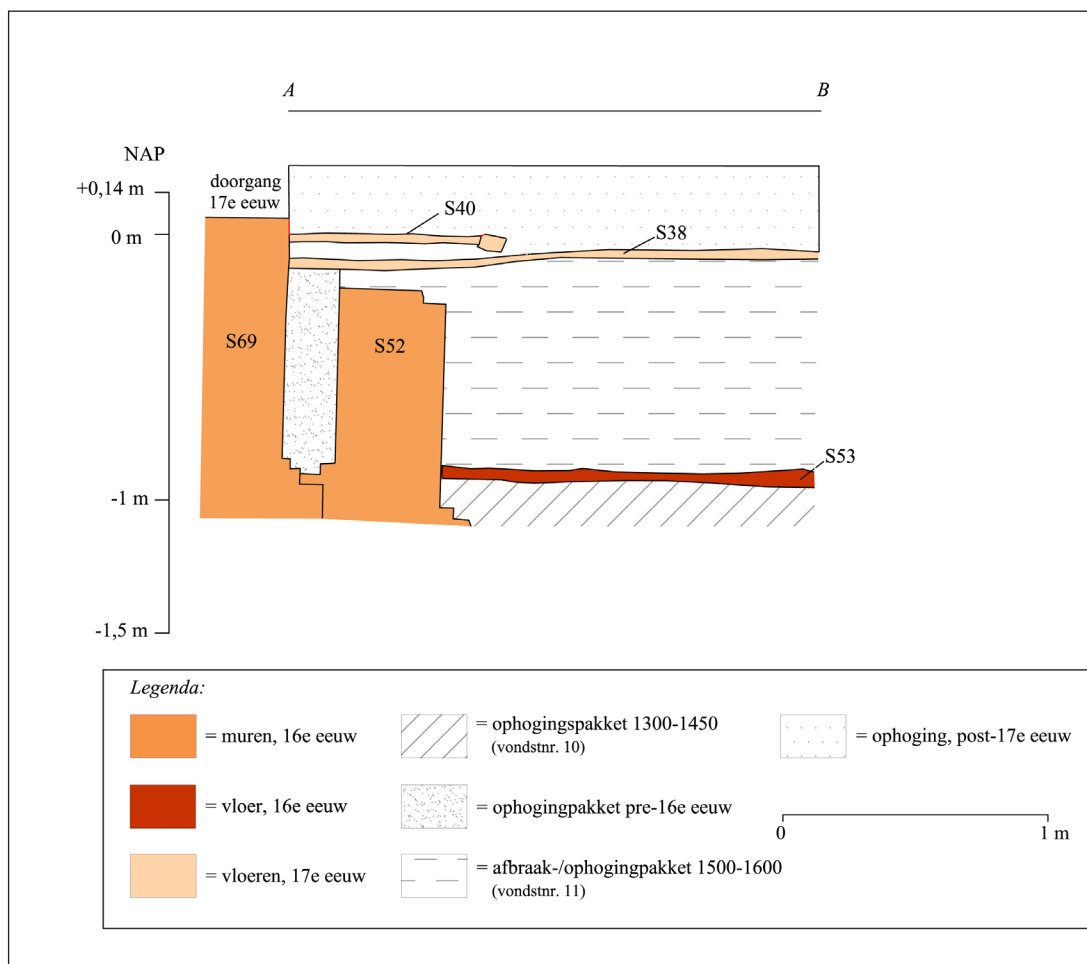 A
B
NAP
+0,14 m
doorgang
17e eeuw
S40
0 m
S38
S69
S52
S53
-1 m
-1,5 m
Legenda:
= muren, 16e eeuw
= vloer, 16e eeuw
= vloeren, 17e eeuw
= ophogingspakket 1300-1450
(vondstnr. 10)
= ophogingpakket pre-16e eeuw
= afbraak-/ophogingpakket 1500-1600
(vondstnr. 11)
= ophoging, post-17e eeuw
0
1 m